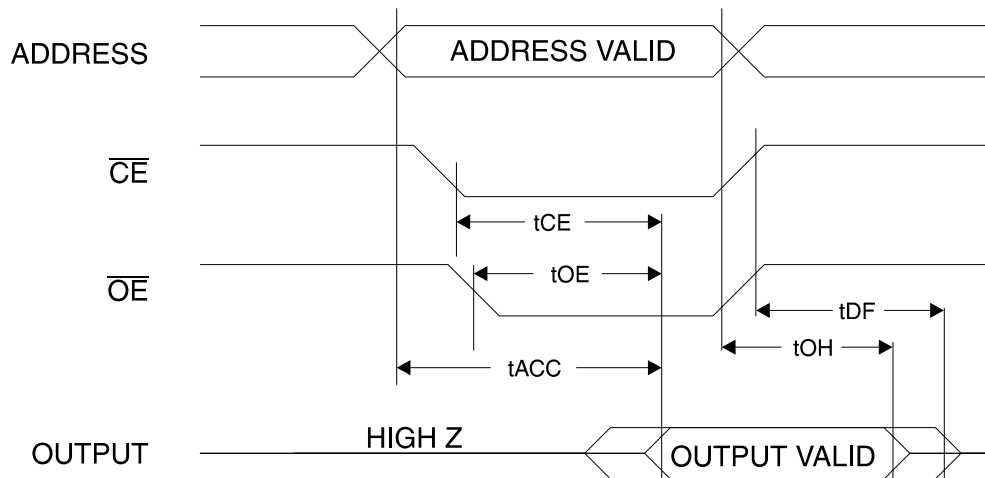 ADDRESS
ADDRESS VALID
CE
tCE
OE
tOE
tDF
tOH
tACC
HIGH Z
OUTPUT
OUTPUT VALID